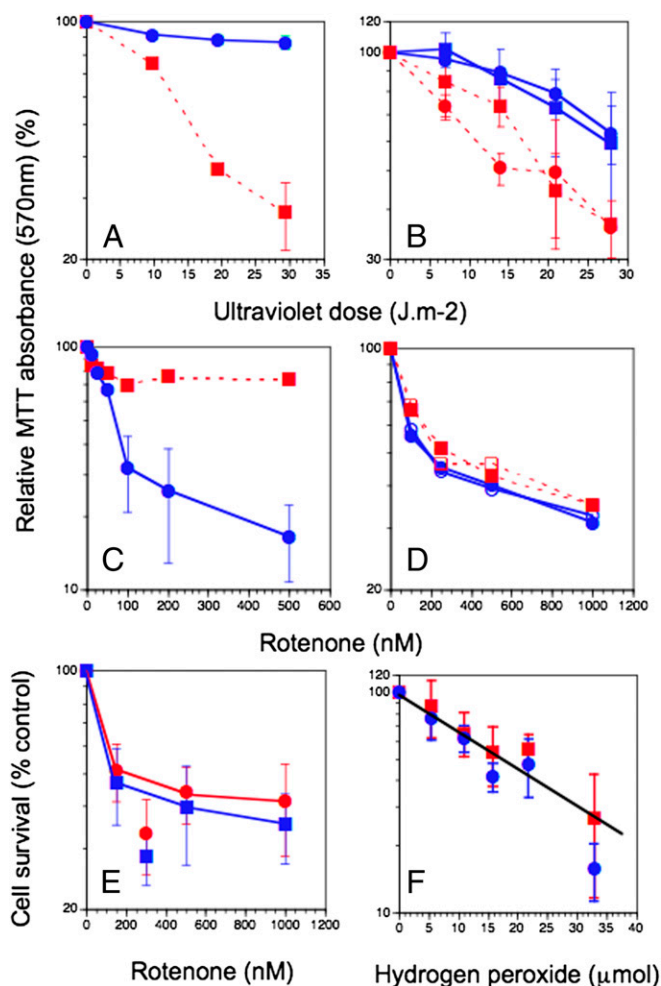 100
20
A
0 5 10 15 20 25 30 35
120
100
30
B
0 5 10 15 20 25 30
Ultraviolet dose (J.m-2)
Relative MTT absorbance (570nm) (%)
100
10
C
0 100 200 300 400 500 600
100
20
D
0 200 400 600 800 1000 1200
Rotenone (nM)
Cell survival (% control)
100
20
E
0 200 400 600 800 1000 1200
120
100
10
F
0 5 10 15 20 25 30 35 40
Rotenone (nM)
Hydrogen peroxide (μmol)